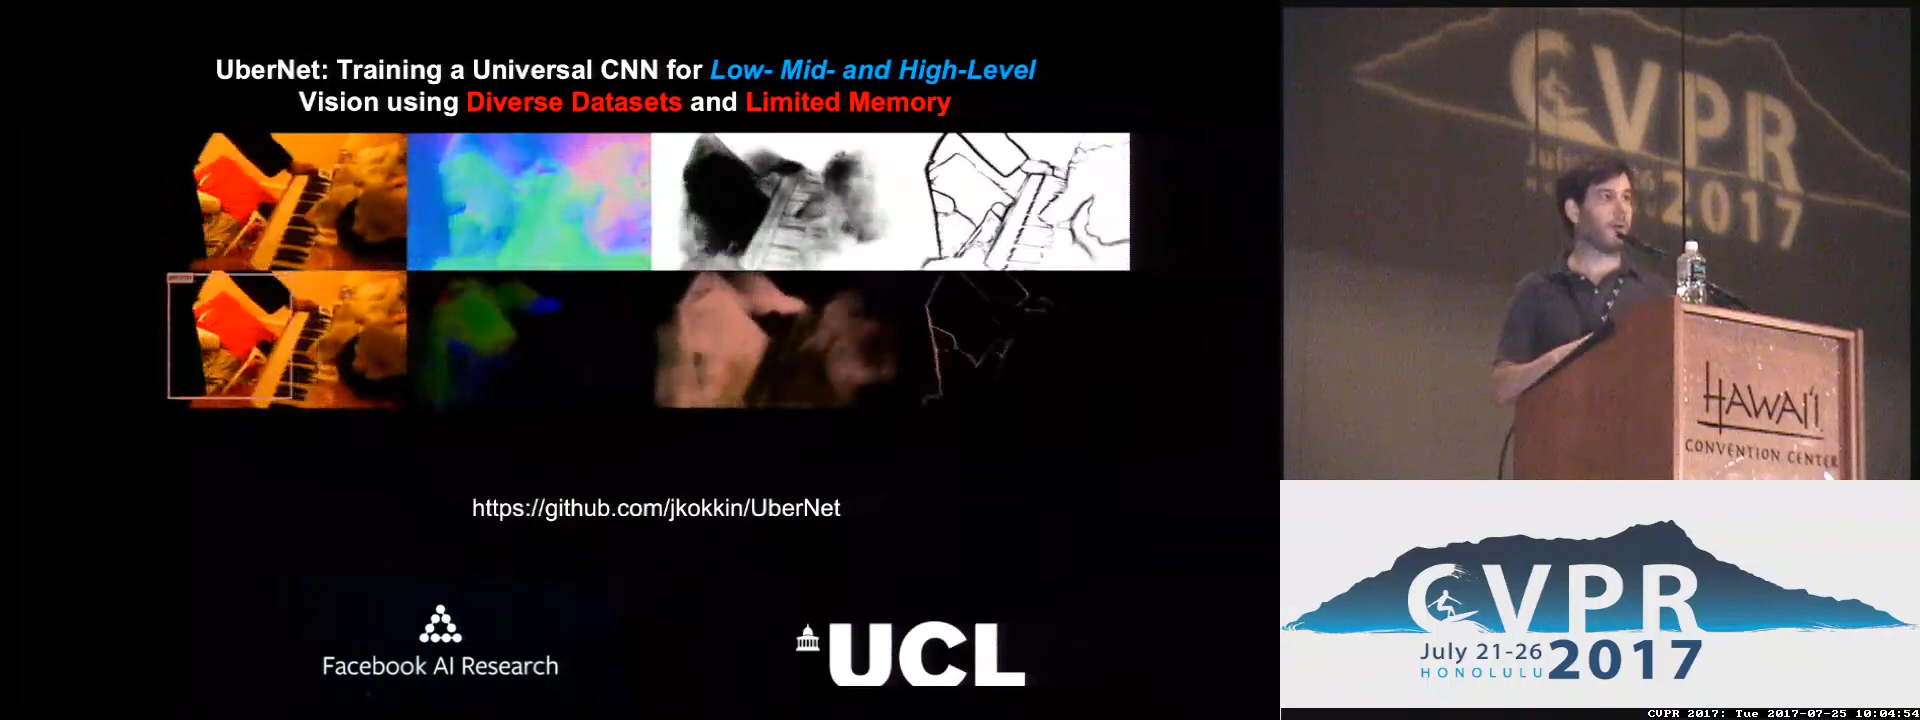 UberNet: Training a Universal CNN for Low- Mid- and High-Level
Vision using Diverse Datasets and Limited Memory
https://github.com/jkokkin/UberNet
Facebook AI Research
UCL
CVPR
2017
HAWAI'I
CONVENTION CENTER
CVPR
July 21-26
HONOLULU
2017
CVPR 2017: Tue 2017-07-25 10:04:54